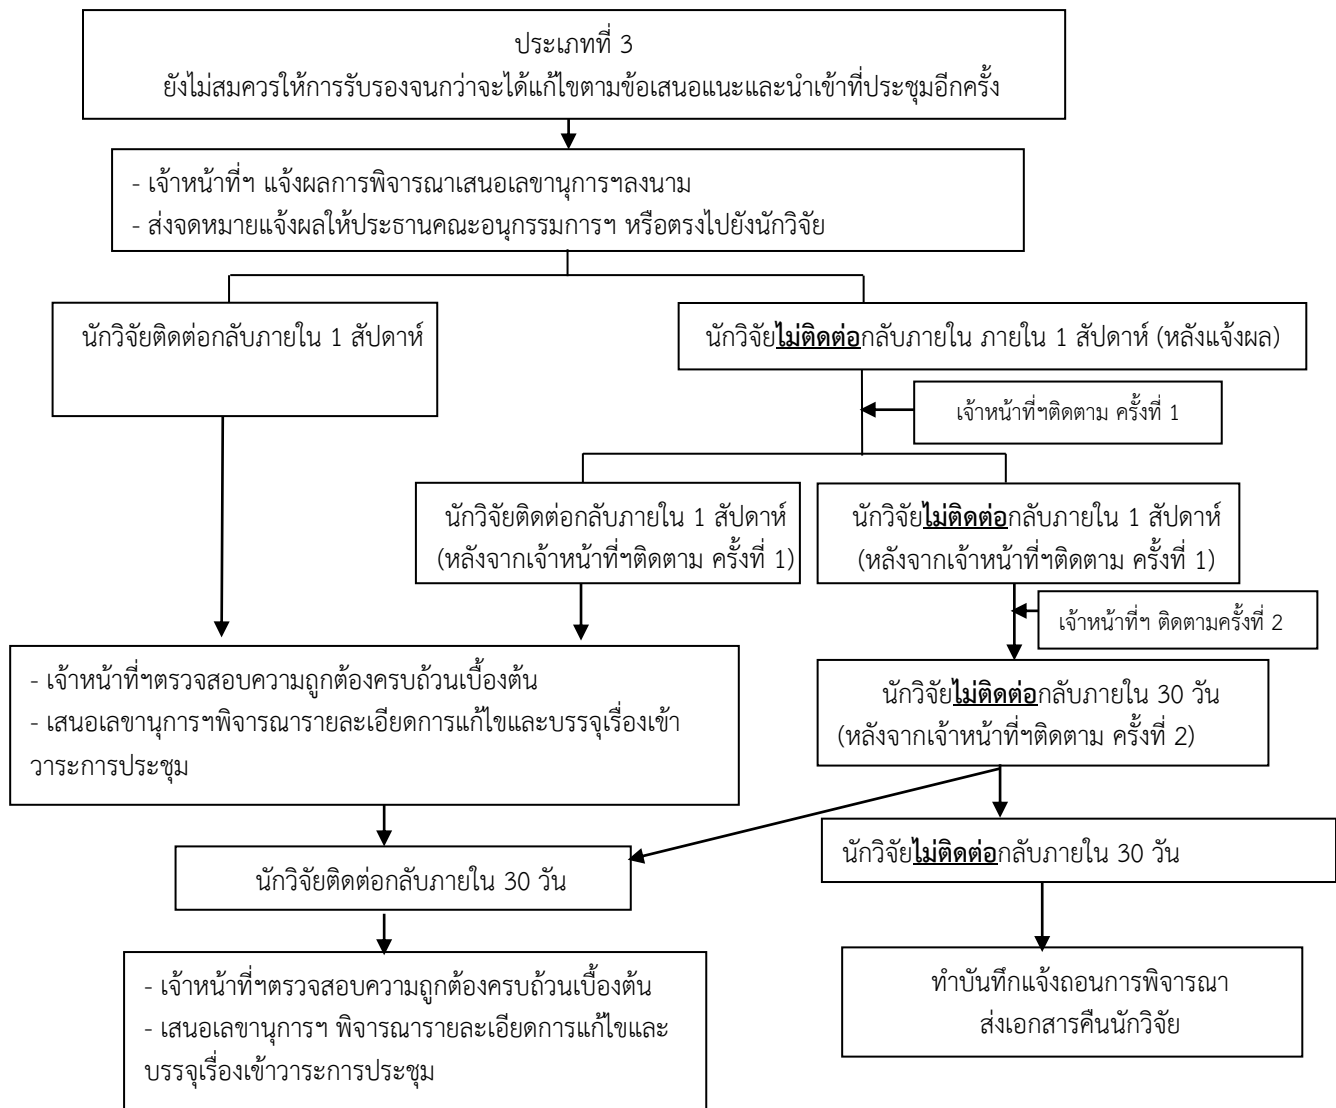 ประเภทที่ 3
ยังไม่สมควรให้การรับรองจนกว่าจะได้แก้ไขตามข้อเสนอแนะและนำเข้าที่ประชุมอีกครั้ง
- เจ้าหน้าที่ฯ แจ้งผลการพิจารณาเสนอเลขานุการฯลงนาม
- ส่งจดหมายแจ้งผลให้ประธานคณะอนุกรรมการฯ หรือตรงไปยังนักวิจัย
นักวิจัยติดต่อกลับภายใน 1 สัปดาห์
นักวิจัยไม่ติดต่อกลับภายใน ภายใน 1 สัปดาห์ (หลังแจ้งผล)
เจ้าหน้าที่ฯติดตาม ครั้งที่ 1
นักวิจัยติดต่อกลับภายใน 1 สัปดาห์
(หลังจากเจ้าหน้าที่ฯติดตาม ครั้งที่ 1)
นักวิจัยไม่ติดต่อกลับภายใน 1 สัปดาห์
(หลังจากเจ้าหน้าที่ฯติดตาม ครั้งที่ 1)
เจ้าหน้าที่ฯ ติดตามครั้งที่ 2
- เจ้าหน้าที่ฯตรวจสอบความถูกต้องครบถ้วนเบื้องต้น
- เสนอเลขานุการฯพิจารณารายละเอียดการแก้ไขและบรรจุเรื่องเข้า
วาระการประชุม
นักวิจัยไม่ติดต่อกลับภายใน 30 วัน
(หลังจากเจ้าหน้าที่ฯติดตาม ครั้งที่ 2)
นักวิจัยติดต่อกลับภายใน 30 วัน
นักวิจัยไม่ติดต่อกลับภายใน 30 วัน
- เจ้าหน้าที่ฯตรวจสอบความถูกต้องครบถ้วนเบื้องต้น
- เสนอเลขานุการฯ พิจารณารายละเอียดการแก้ไขและ
บรรจุเรื่องเข้าวาระการประชุม
ทำบันทึกแจ้งถอนการพิจารณา
ส่งเอกสารคืนนักวิจัย